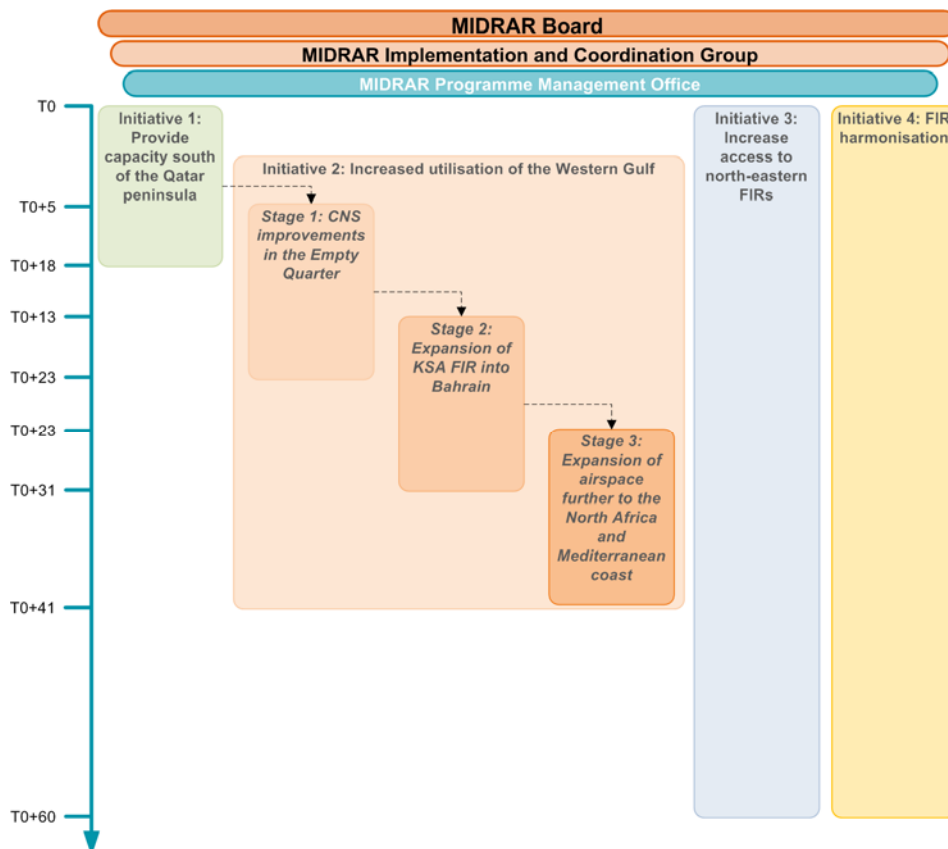 MIDRAR Board
MIDRAR Implementation and Coordination Group
MIDRAR Programme Management Office
T0
T0+5
T0+18
T0+13
T0+23
T0+23
T0+31
T0+41
T0+60
Initiative 1:
Provide
capacity south
of the Qatar
peninsula
Initiative 2: Increased utilisation of the Western Gulf
Stage 1: CNS
improvements
in the Empty
Quarter
Stage 2:
Expansion of
KSA FIR into
Bahrain
Stage 3:
Expansion of
airspace
further to the
North Africa
and
Mediterranean
coast
Initiative 3:
Increase
access to
north-eastern
FIRs
Initiative 4: FIR
harmonisation